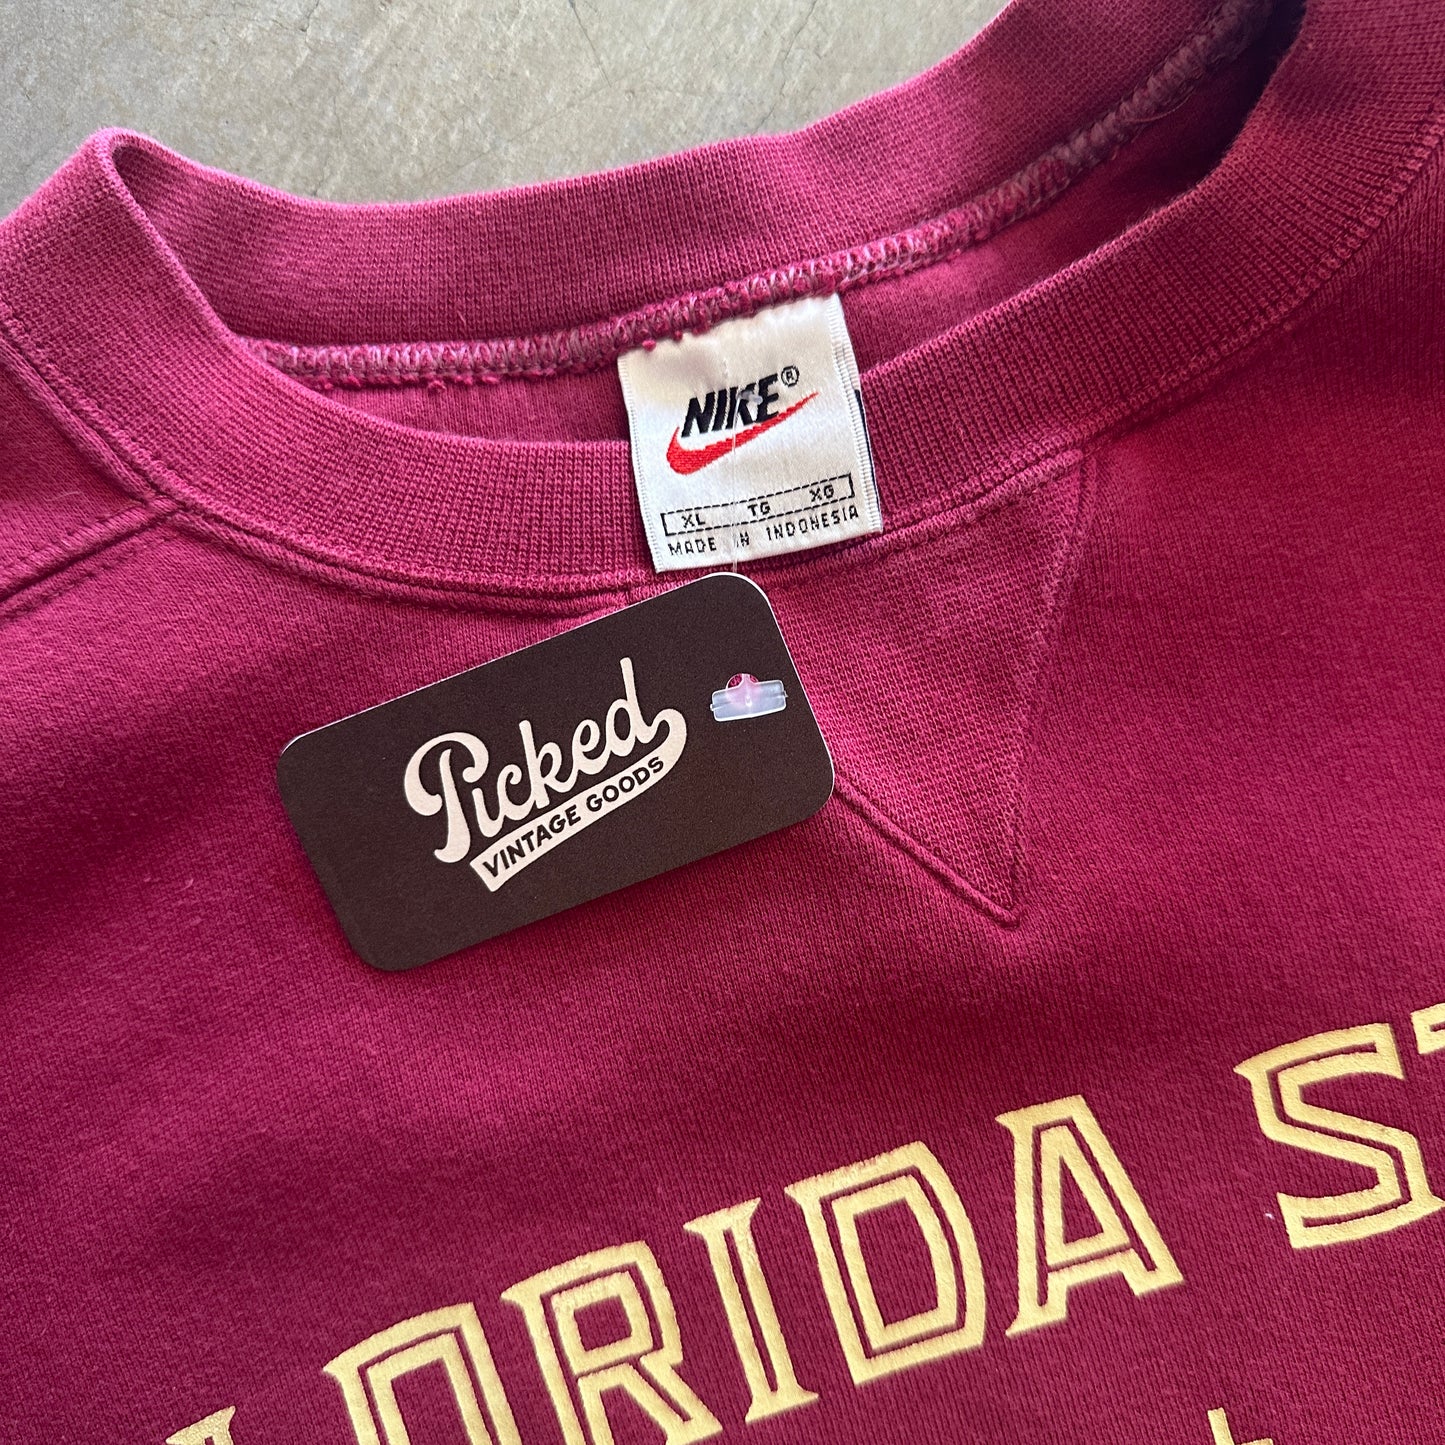 NIKE®
XL TG XG
MADE IN INDONESIA
Picked
VINTAGE GOODS
LORIDA ST